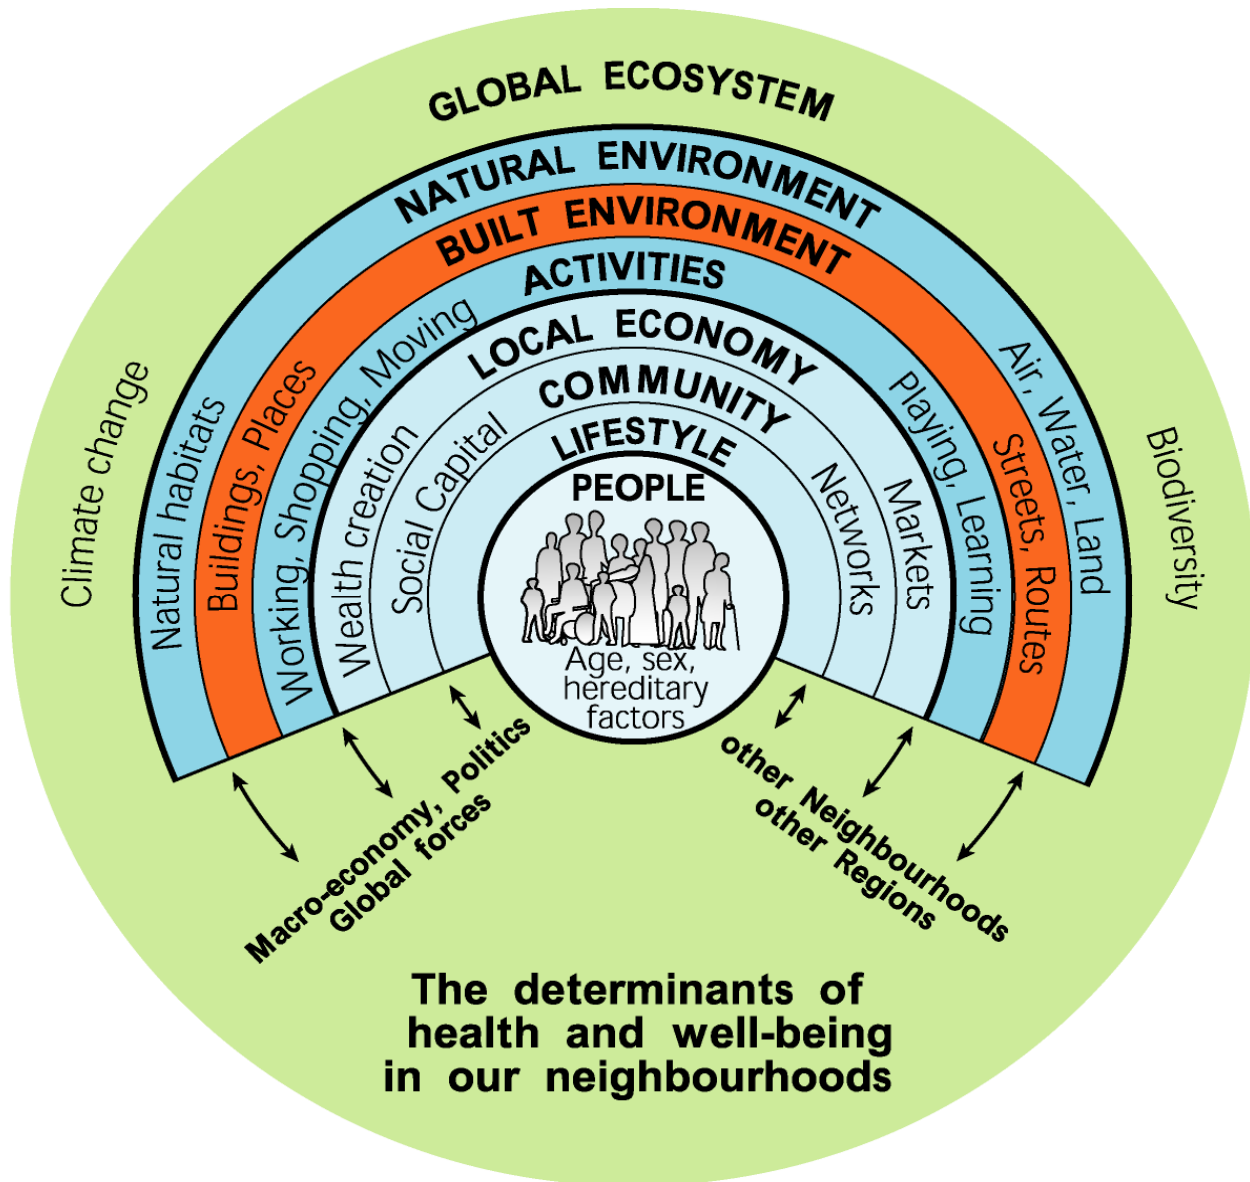 GLOBAL ECOSYSTEM
NATURAL ENVIRONMENT
BUILT ENVIRONMENT
ACTIVITIES
LOCAL ECONOMY
COMMUNITY
LIFESTYLE
PEOPLE
Age, sex,
hereditary
factors
Climate change
Natural habitats
Buildings, Places
Working, Shopping, Moving
Wealth creation
Social Capital
Networks
Markets
Playing, Learning
Streets, Routes
Air, Water, Land
Biodiversity
Macro-economy, Politics
Global forces
other Neighbourhoods
other Regions
The determinants of
health and well-being
in our neighbourhoods